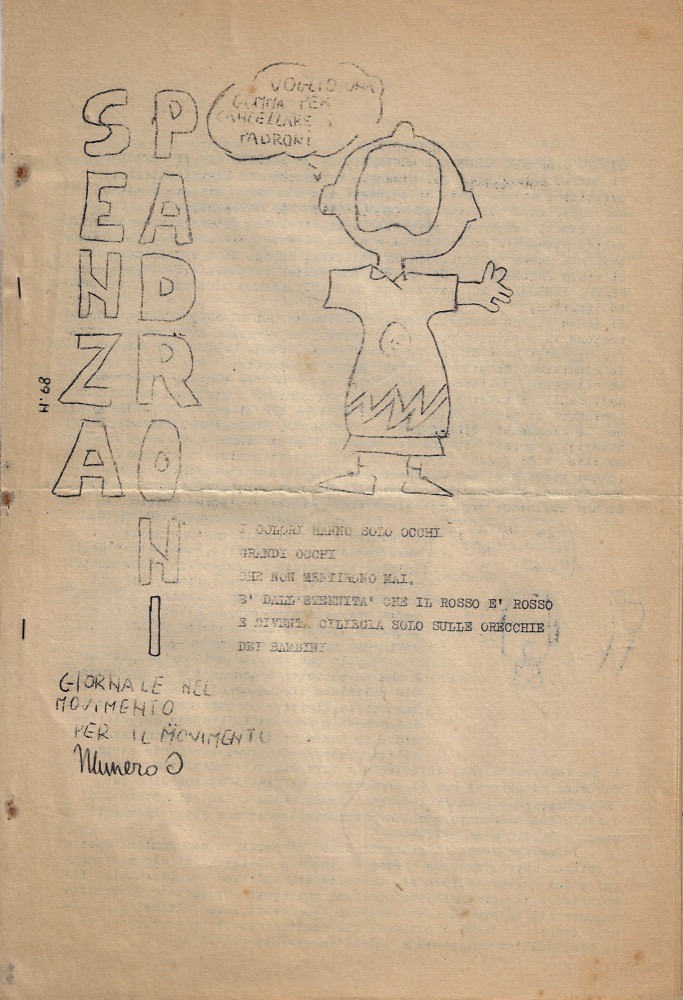 SENZA
PADRONI
VOGLIO UNA
GOMMA PER
CANCELLARE I
PADRONI
N. 68
I COLORI HANNO SOLO OCCHI
GRANDI OCCHI
CHE NON MENTIRONO MAI.
E' DALL'ETERNITA' CHE IL ROSSO E' ROSSO
E DIVENTA CILIEGIA SOLO SULLE ORECCHIE
DEI BAMBINI
GIORNALE NEL
MOVIMENTO
PER IL MOVIMENTO
Numero 0